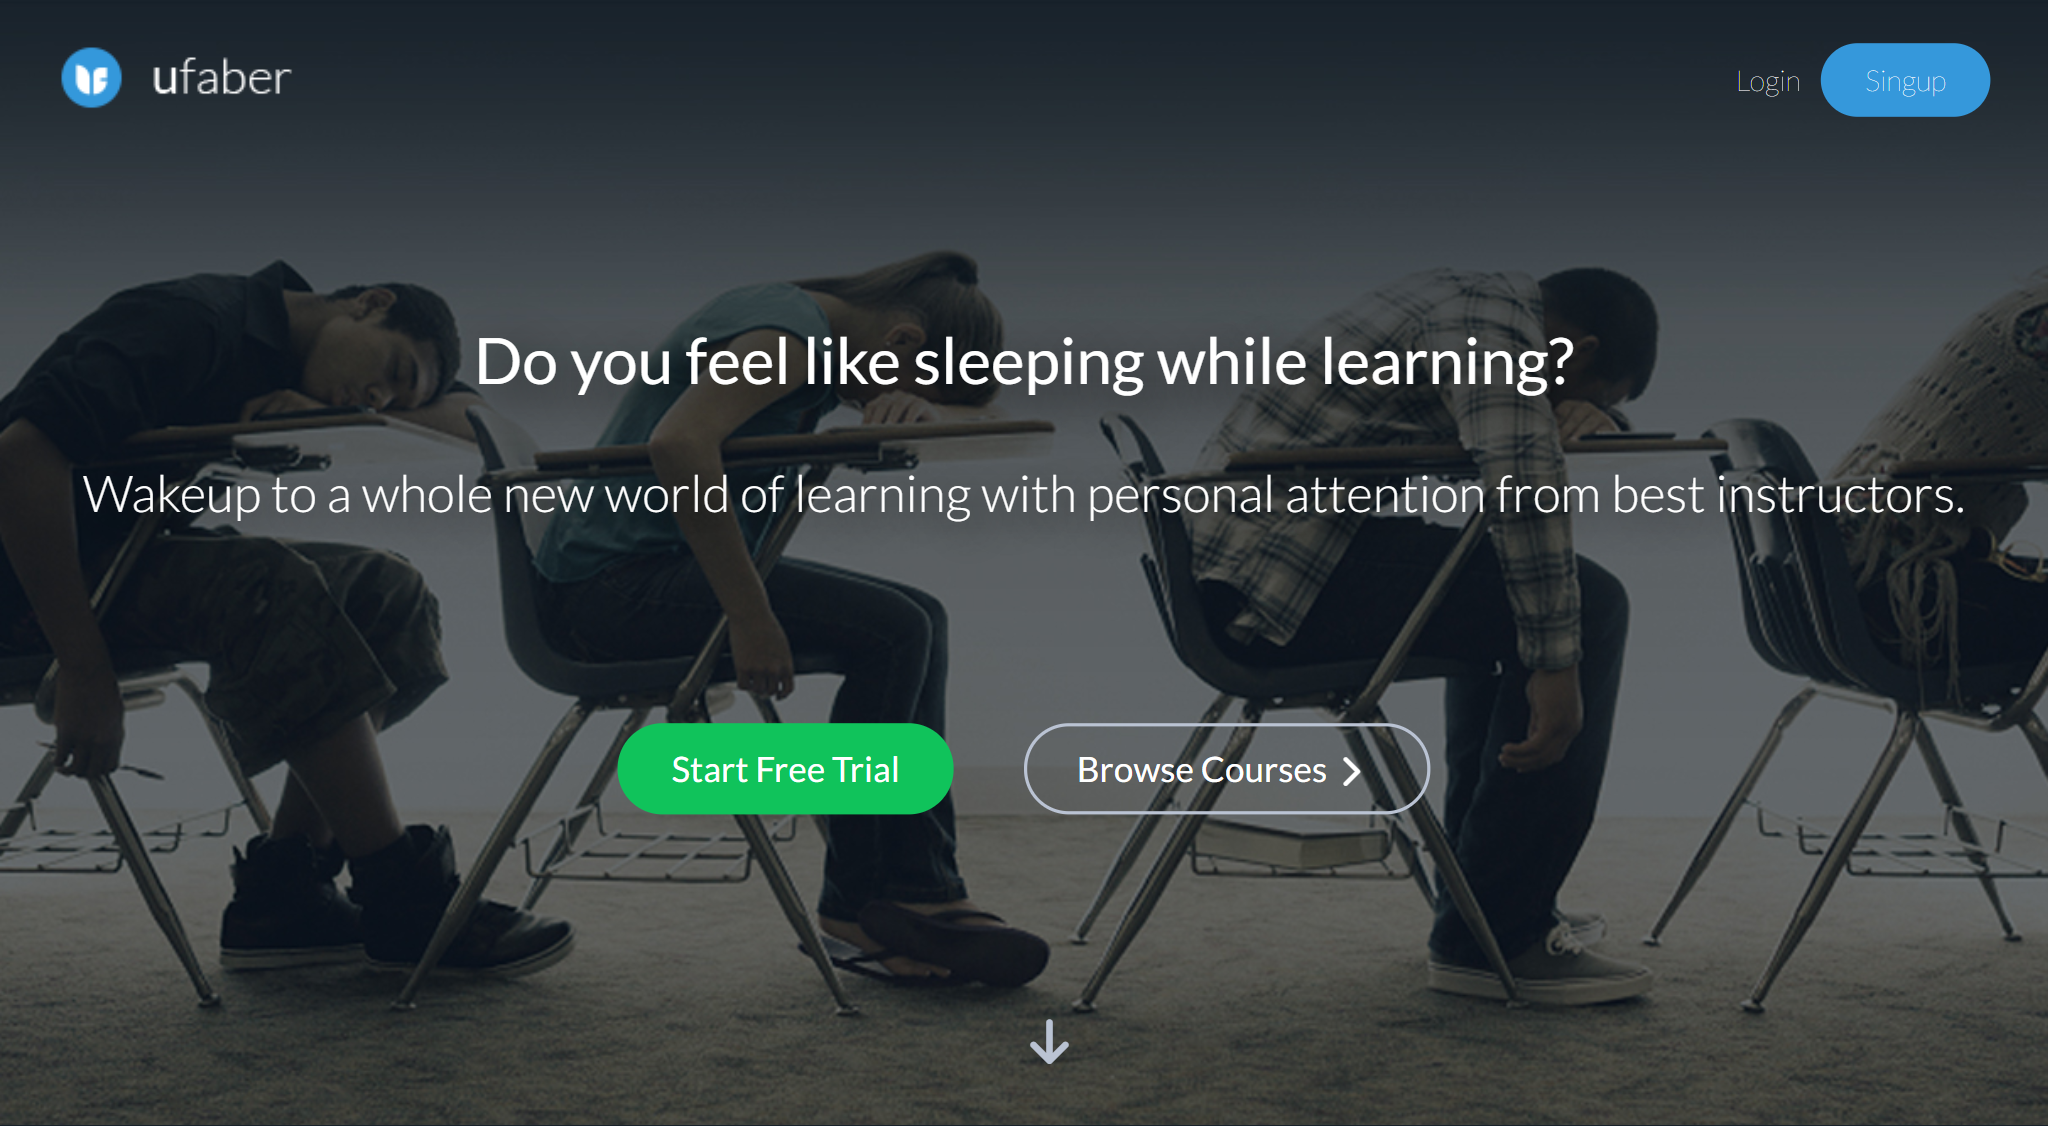 ufaber
Login
Singup
Do you feel like sleeping while learning?
Wakeup to a whole new world of learning with personal attention from best instructors.
Start Free Trial
Browse Courses